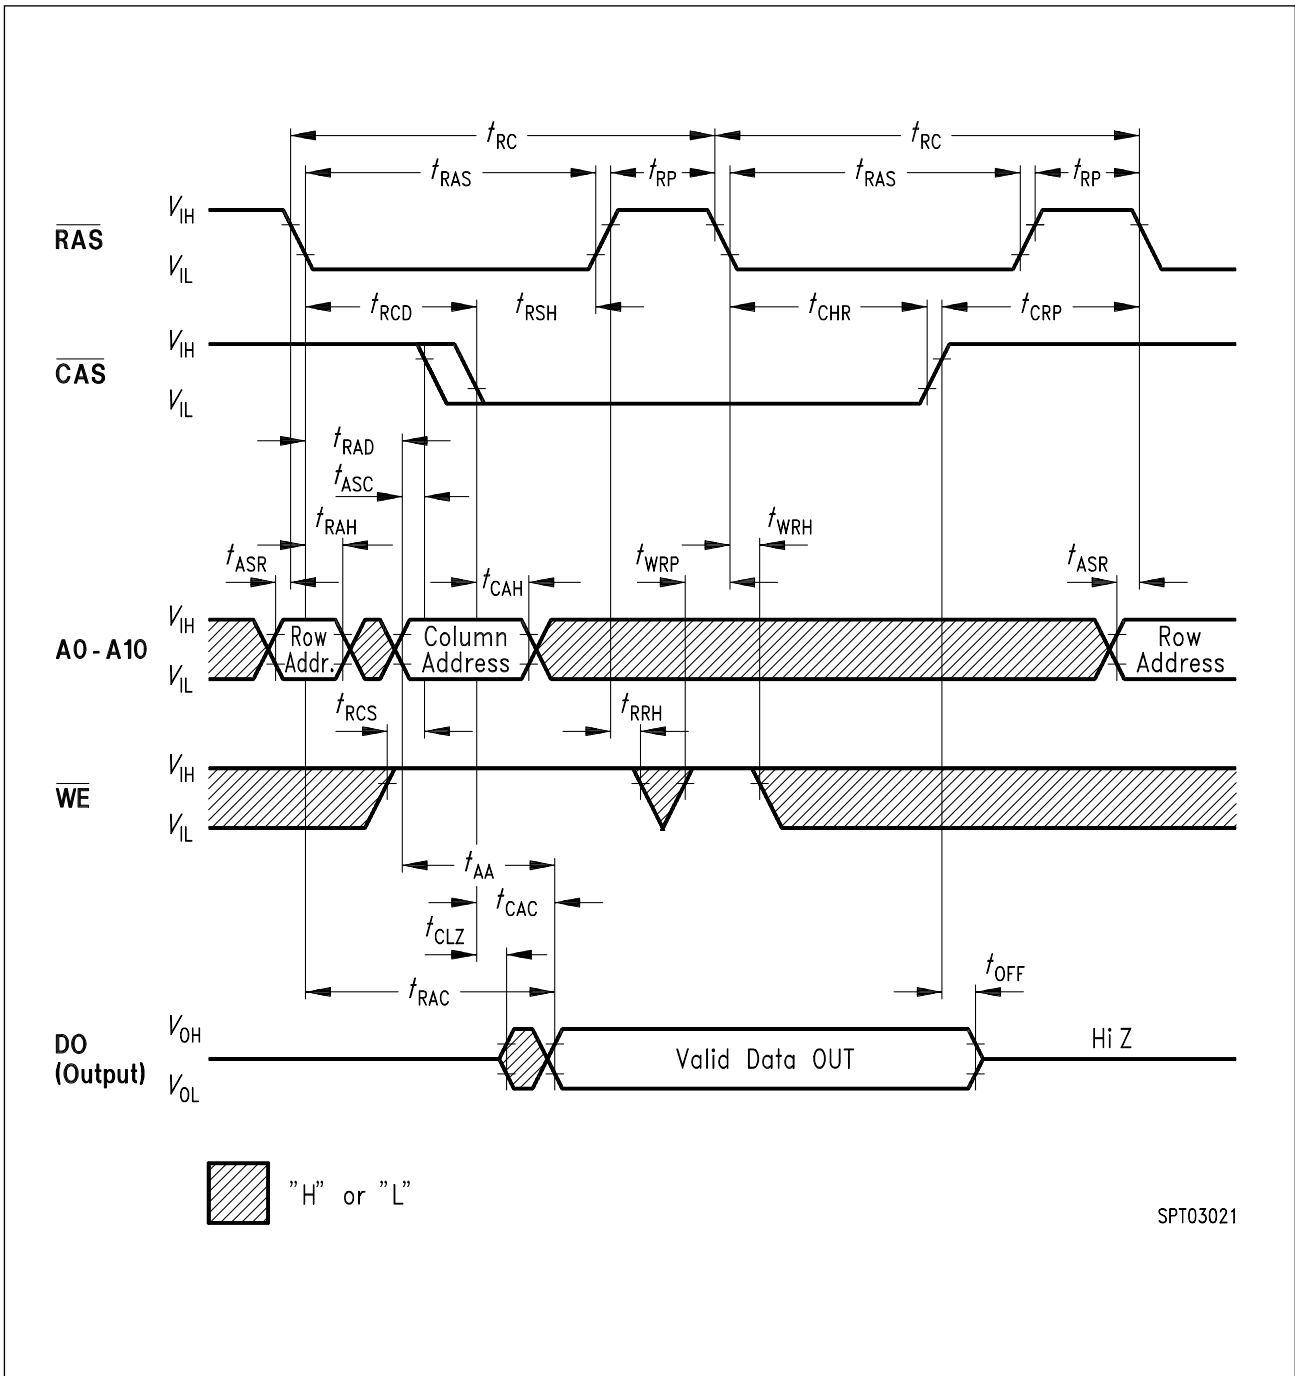 tRC tRC
tRAS tRP tRAS tRP
RAS VIH
VIL
tRCD tRSH tCHR tCRP
CAS VIH
VIL
tRAD
tASC
tRAH tWRH
tASR tCAH tWRP tASR
A0 - A10 VIH
Row Addr.
Column Address
Row Address
VIL
tRCS tRRH
WE VIH
VIL
tAA
tCAC
tCLZ
tRAC tOFF
DO (Output) VOH
Valid Data OUT
Hi Z
VOL
"H" or "L"
SPT03021